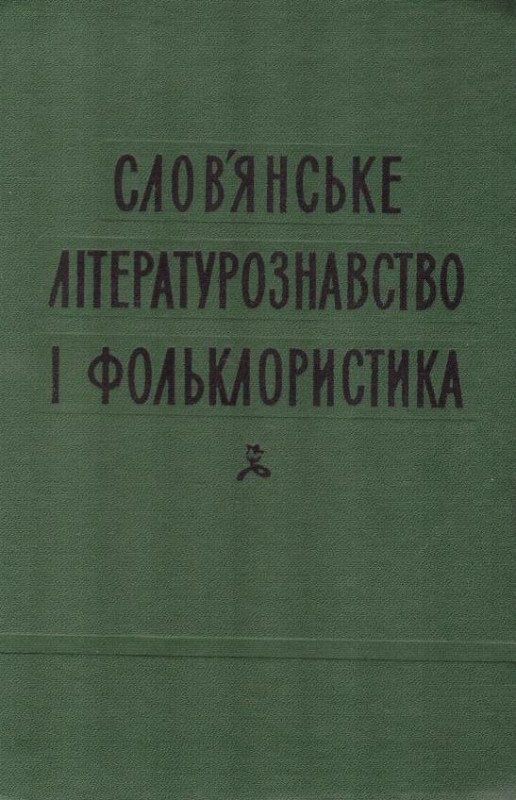 СЛОВ'ЯНСЬКЕ
ЛІТЕРАТУРОЗНАВСТВО
І ФОЛЬКЛОРИСТИКА